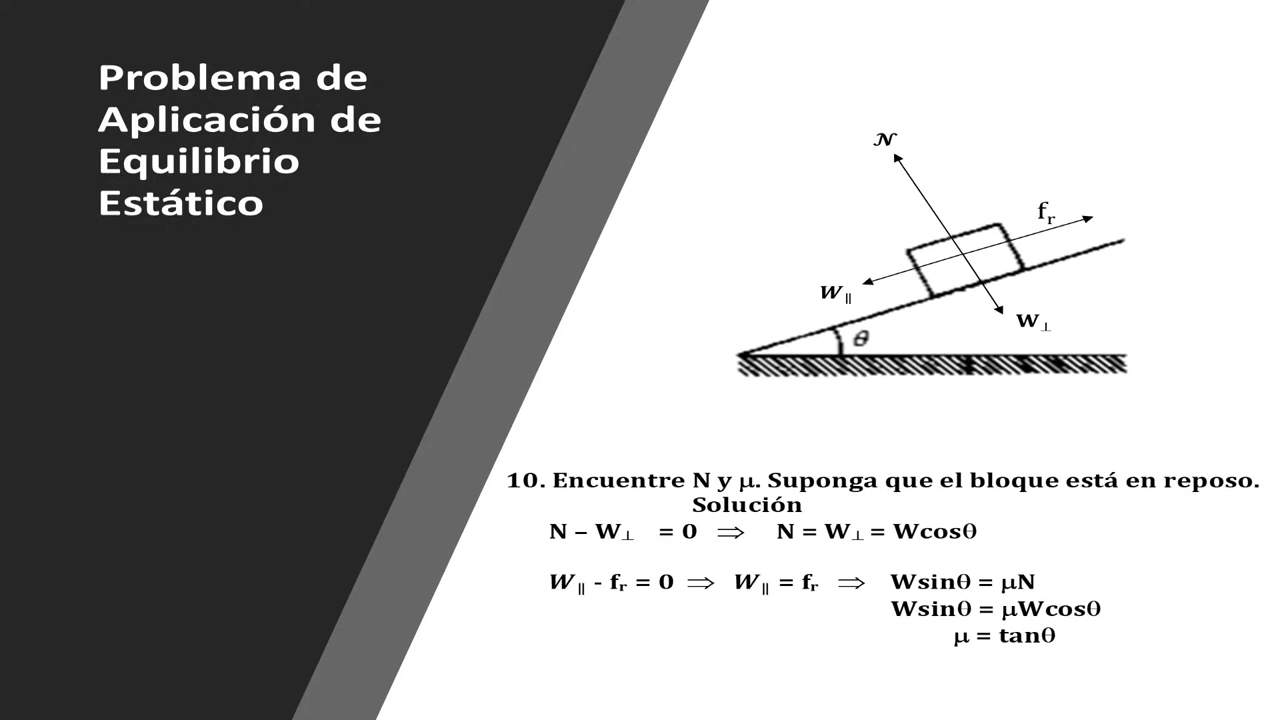 Problema de
Aplicación de
Equilibrio
Estático
𝒩
fᵣ
W∥
W⊥
θ
10. Encuentre N y μ. Suponga que el bloque está en reposo.
Solución
N – W⊥ = 0 ⇒ N = W⊥ = Wcosθ
W∥ - fᵣ = 0 ⇒ W∥ = fᵣ ⇒ Wsinθ = μN
Wsinθ = μWcosθ
μ = tanθ